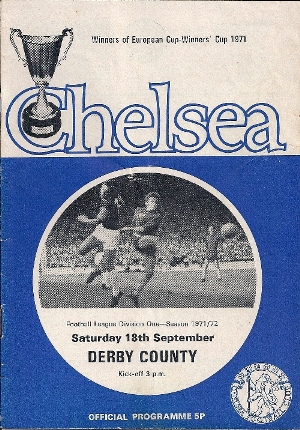 Winners of European Cup-Winners' Cup 1971
Chelsea
Football League Division One—Season 1971/72
Saturday 18th September
DERBY COUNTY
Kick-off 3 p.m.
OFFICIAL PROGRAMME 5P